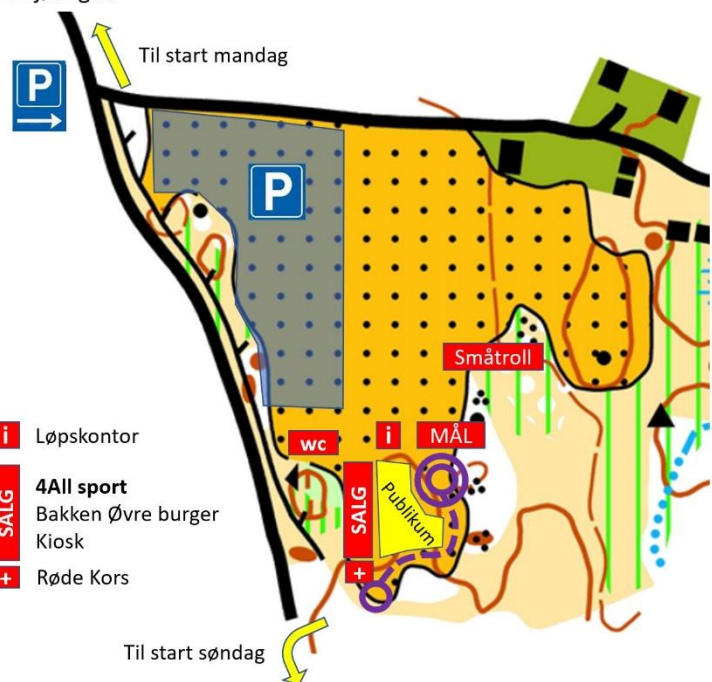 Til start mandag
P
P
Småtroll
i Løpskontor
wc
i
MÅL
SALG
4All sport
Bakken Øvre burger
Kiosk
SALG
Publikum
+ Røde Kors
+
Til start søndag